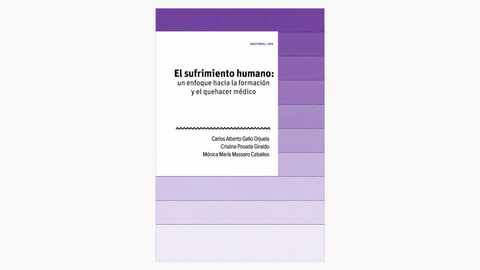 EDITORIAL CES
El sufrimiento humano:
un enfoque hacia la formación
y el quehacer médico
Carlos Alberto Gallo Orjuela
Cristina Posada Giraldo
Mónica María Massaro Ceballos